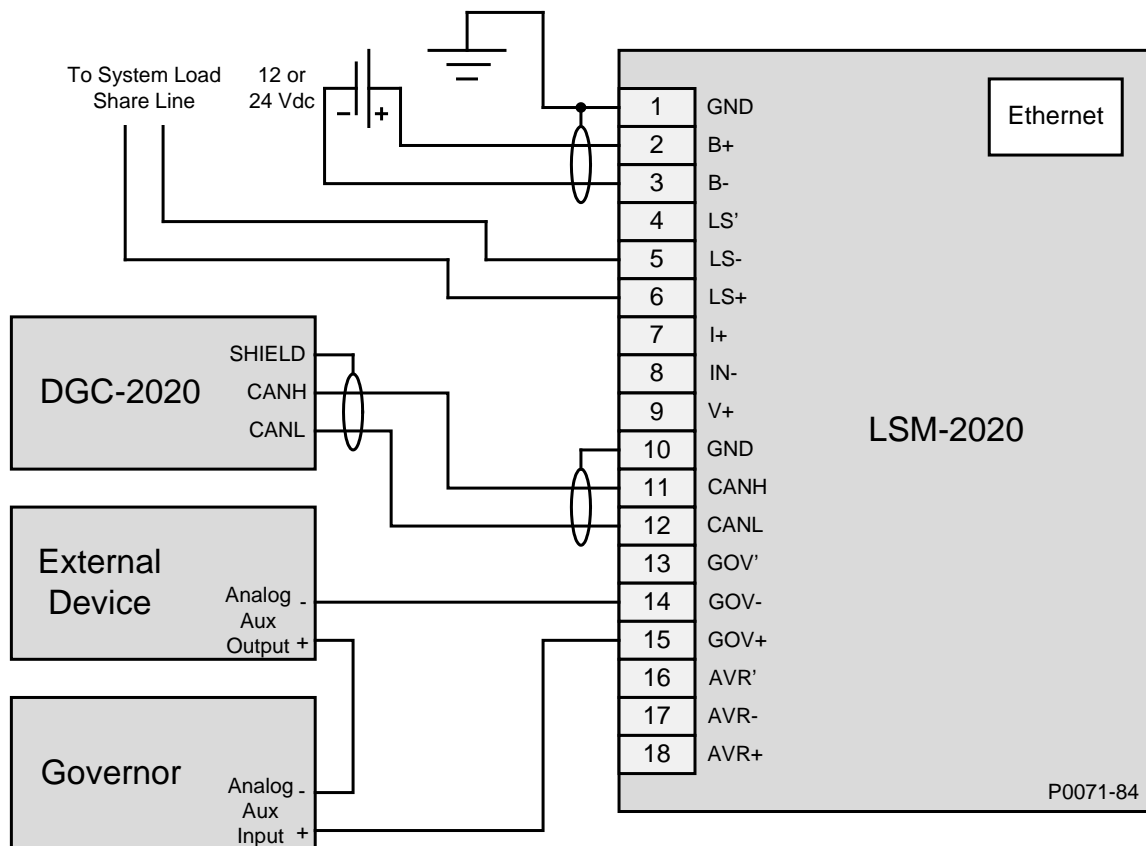 To System Load
Share Line
12 or
24 Vdc
- +
1 GND
2 B+
3 B-
4 LS'
5 LS-
6 LS+
7 I+
8 IN-
9 V+
10 GND
11 CANH
12 CANL
13 GOV'
14 GOV-
15 GOV+
16 AVR'
17 AVR-
18 AVR+
Ethernet
LSM-2020
P0071-84
DGC-2020
SHIELD
CANH
CANL
External
Device
Analog -
Aux
Output +
Governor
Analog -
Aux
Input +